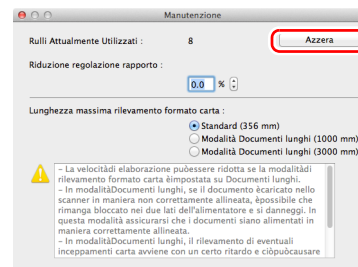 Manutenzione
Rulli Attualmente Utilizzati : 8 Azzera
Riduzione regolazione rapporto :
0.0 %
Lunghezza massima rilevamento formato carta :
Standard (356 mm)
Modalità Documenti lunghi (1000 mm)
Modalità Documenti lunghi (3000 mm)
- La velocitàdi elaborazione puòessere ridotta se la modalitàdi
rilevamento formato carta èimpostata su Documenti lunghi.
- In modalitàDocumenti lunghi, se il documento ècaricato nello
scanner in maniera non correttamente allineata, èpossibile che
rimanga bloccato nei due lati dell'alimentatore e si danneggi. In
questa modalità assicurarsi che i documenti siano alimentati in
maniera correttamente allineata.
- In modalitàDocumenti lunghi, il rilevamento di eventuali
inceppamenti carta avviene con un certo ritardo e ciòpuòcausare